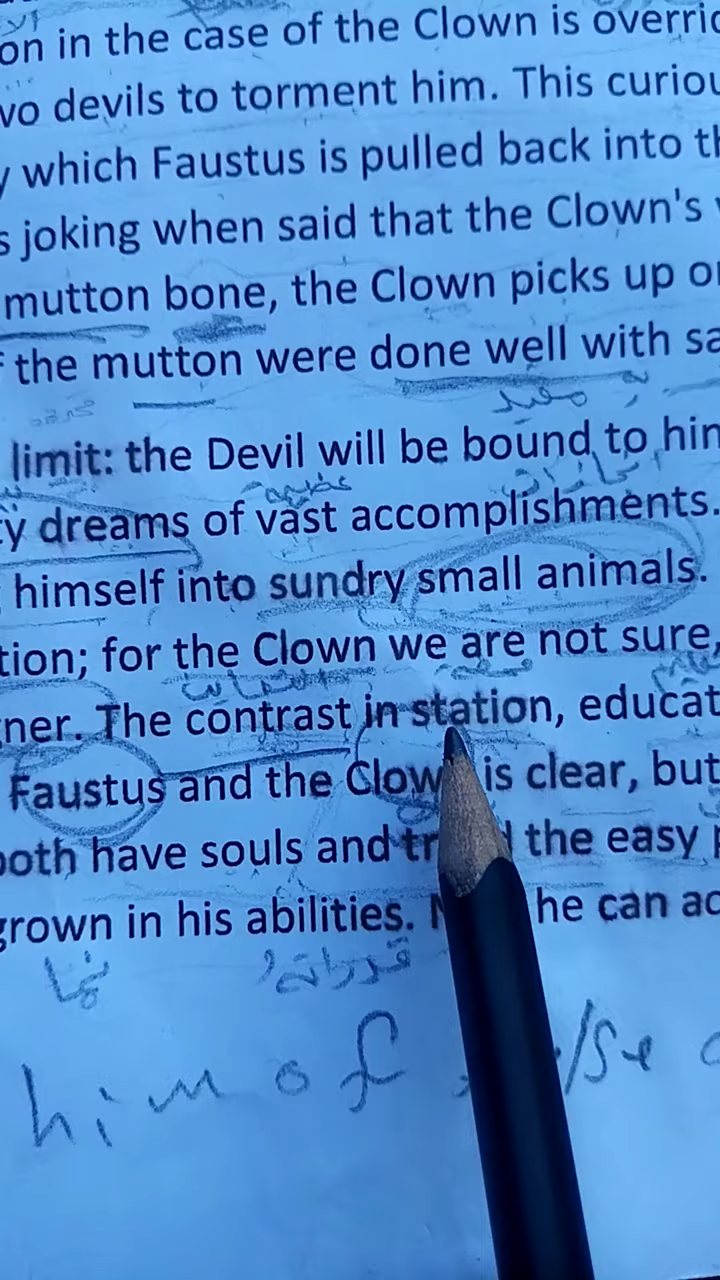 on in the case of the Clown is overri
wo devils to torment him. This curiou
which Faustus is pulled back into th
s joking when said that the Clown's
mutton bone, the Clown picks up o
the mutton were done well with sa
مقيد
limit: the Devil will be bound to him
عظيمه
y dreams of vast accomplishments.
himself into sundry small animals.
tion; for the Clown we are not sure,
ner. The contrast in station, educat
Faustus and the Clow is clear, but
both have souls and tr the easy
grown in his abilities. he can ac
نما قدراته
him of